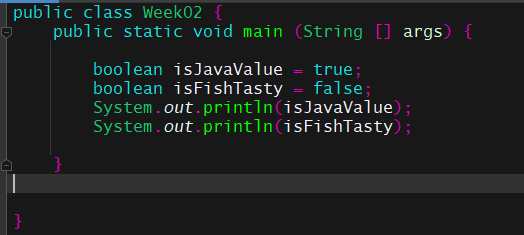 public class Week02 {
public static void main (String [] args) {
boolean isJavaValue = true;
boolean isFishTasty = false;
System.out.println(isJavaValue);
System.out.println(isFishTasty);
}
}